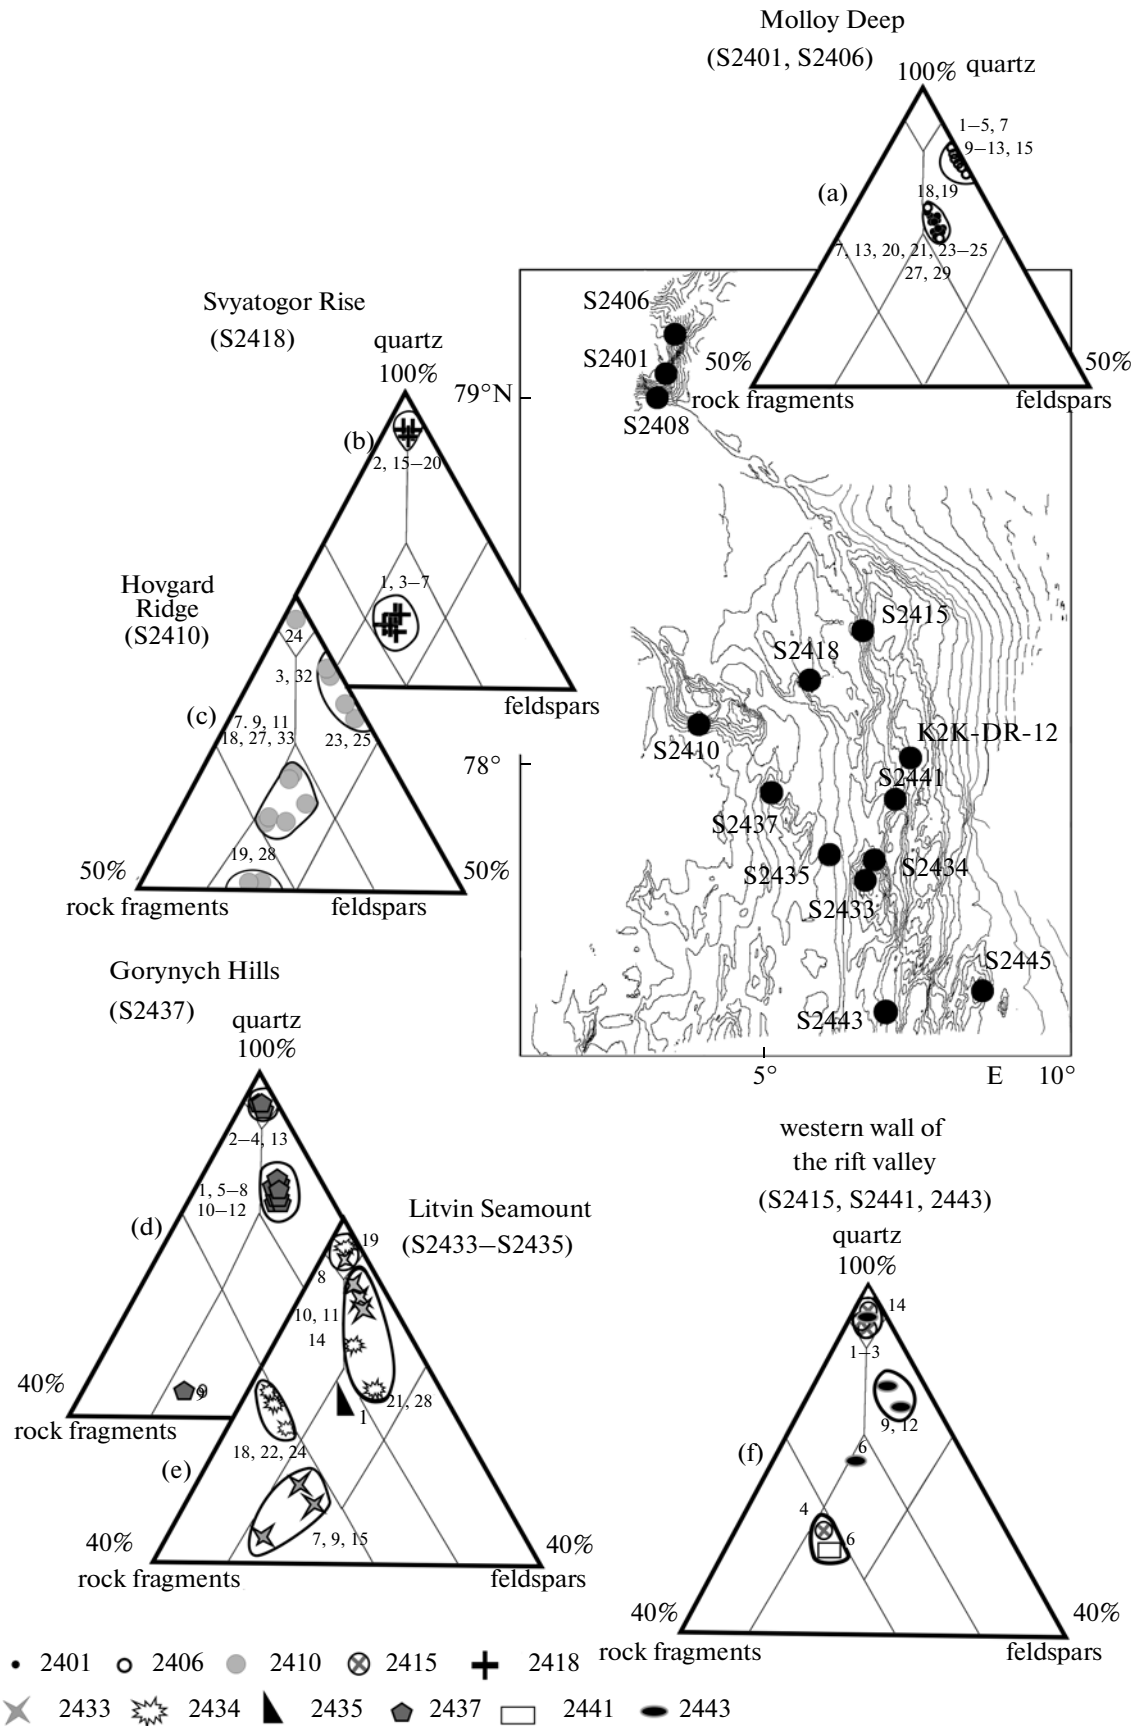 Molloy Deep
(S2401, S2406)
100% quartz
1–5, 7
9–13, 15
(a)
18,19
7, 13, 20, 21, 23–25
27, 29
50%
50%
rock fragments
feldspars
Svyatogor Rise
(S2418)
quartz
100%
(b)
2, 15–20
1, 3–7
feldspars
79°N
S2406
S2401
S2408
S2415
S2418
S2410
K2K-DR-12
78°
S2441
S2437
S2435
S2434
S2433
S2445
S2443
5°
E
10°
Hovgard
Ridge
(S2410)
24
3, 32
(c)
7. 9, 11
18, 27, 33
23, 25
19, 28
50%
50%
rock fragments
feldspars
Gorynych Hills
(S2437)
quartz
100%
2–4, 13
1, 5–8
10–12
(d)
9
40%
rock fragments
Litvin Seamount
(S2433–S2435)
19
8
10, 11
14
21, 28
1
18, 22, 24
(e)
7, 9, 15
40%
40%
rock fragments
feldspars
western wall of
the rift valley
(S2415, S2441, 2443)
quartz
100%
14
1–3
9, 12
(f)
6
4
6
40%
40%
rock fragments
feldspars
2401 2406 2410 2415 2418
2433 2434 2435 2437 2441 2443